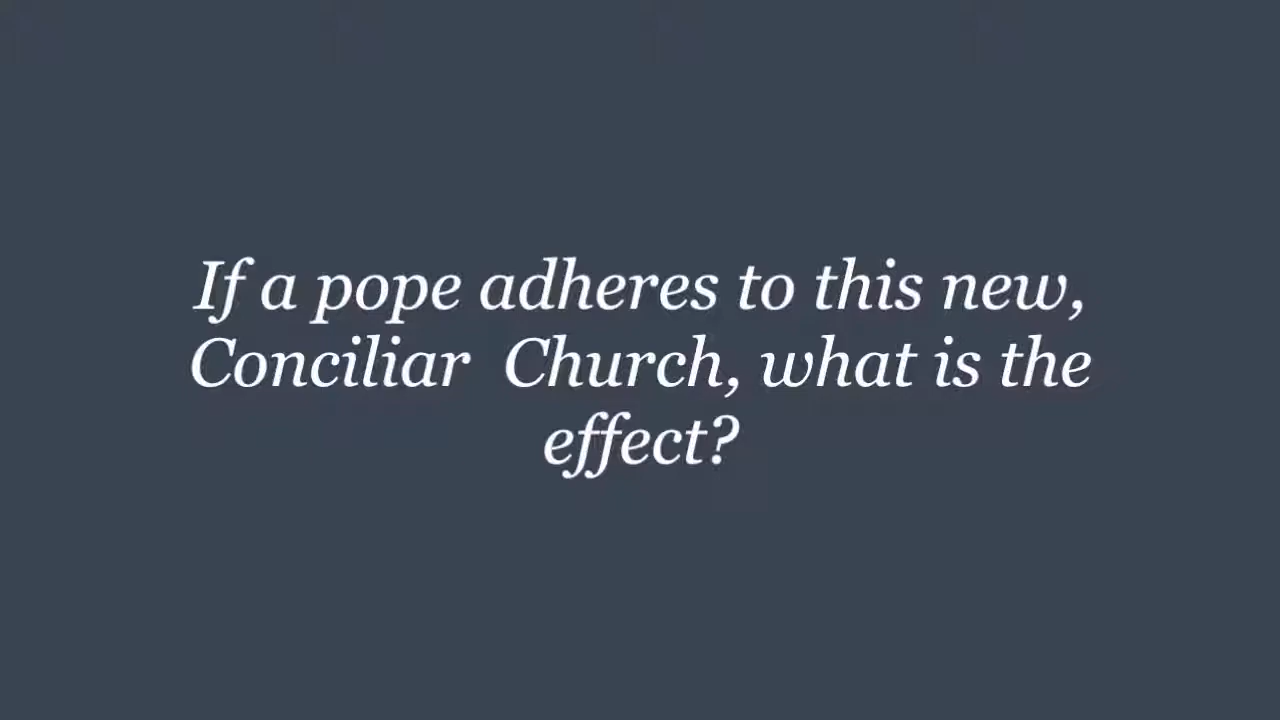 If a pope adheres to this new,
Conciliar  Church, what is the
effect?